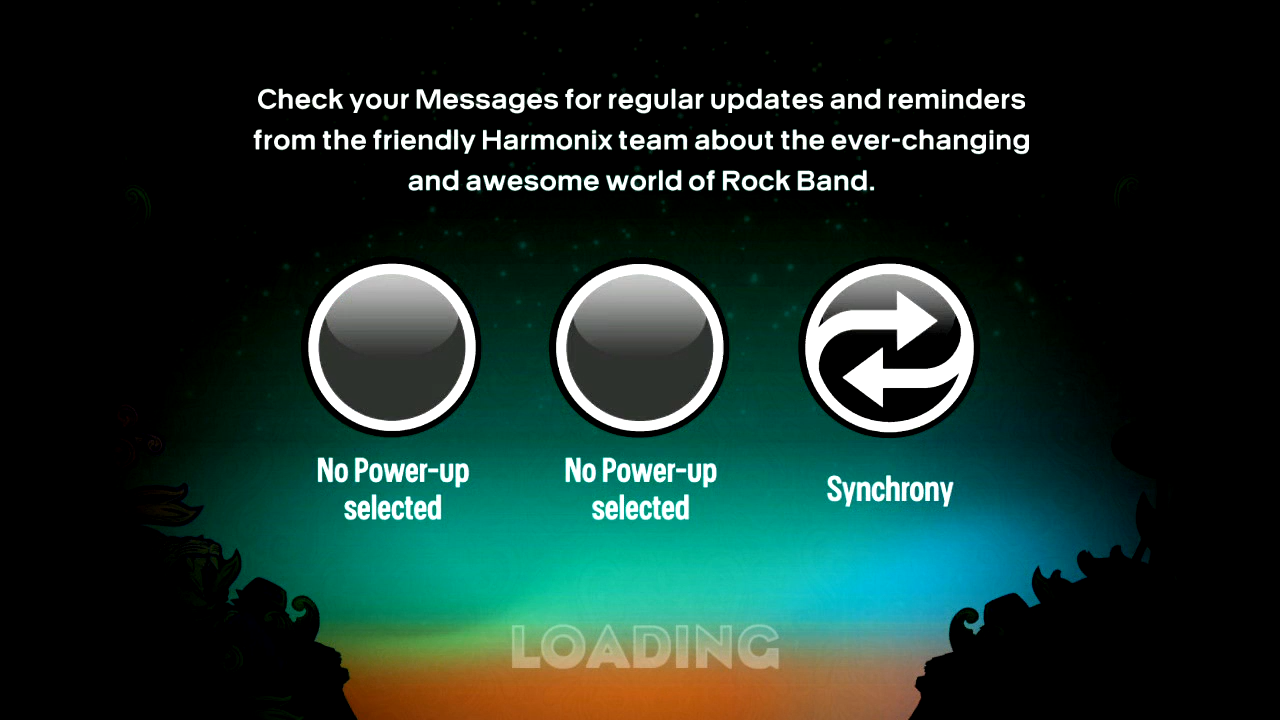 Check your Messages for regular updates and reminders
from the friendly Harmonix team about the ever-changing
and awesome world of Rock Band.
No Power-up
selected
No Power-up
selected
Synchrony
LOADING